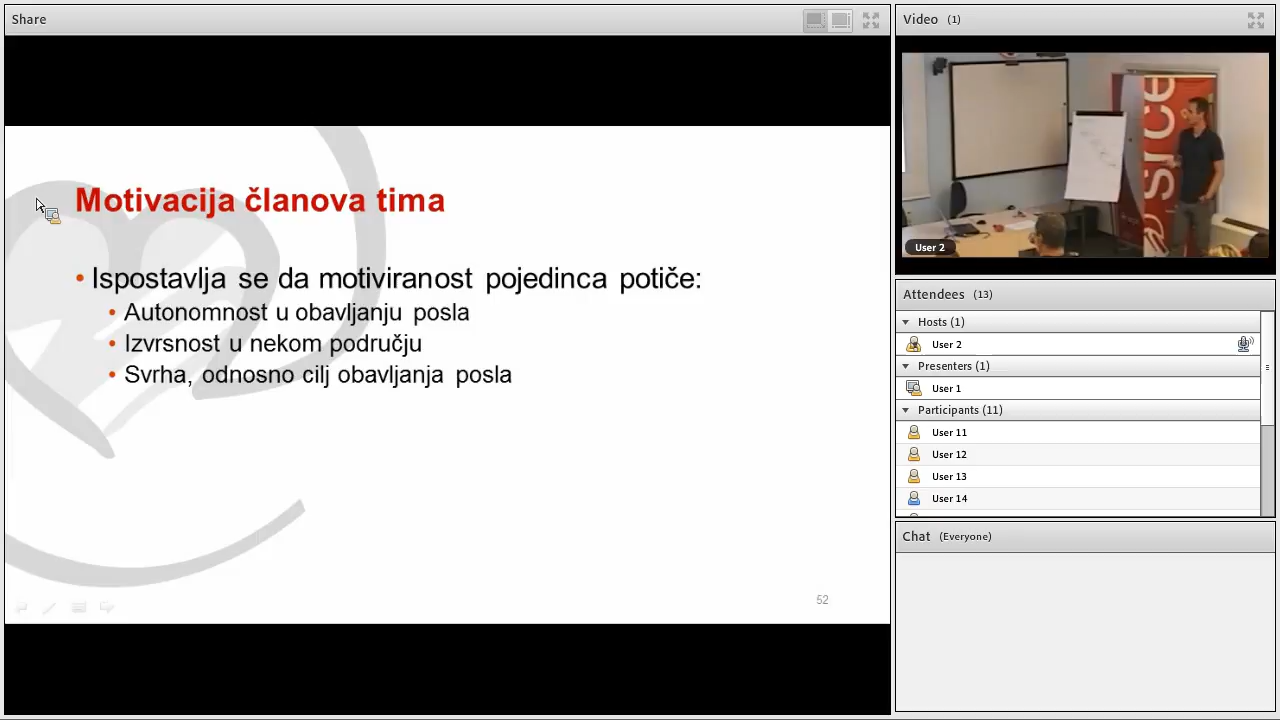 Share
Motivacija članova tima
• Ispostavlja se da motiviranost pojedinca potiče:
• Autonomnost u obavljanju posla
• Izvrsnost u nekom području
• Svrha, odnosno cilj obavljanja posla
52
Video (1)
srce
User 2
Attendees (13)
Hosts (1)
User 2
Presenters (1)
User 1
Participants (11)
User 11
User 12
User 13
User 14
Chat (Everyone)